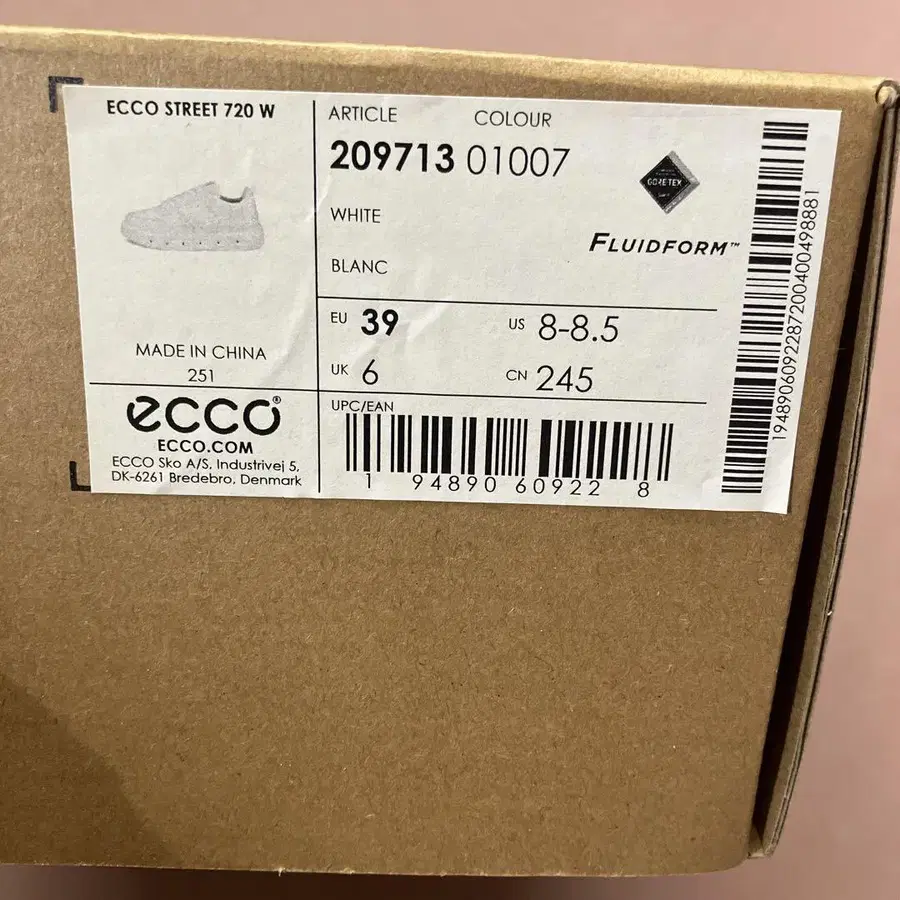 ECCO STREET 720 W
MADE IN CHINA
251
ecco®
ECCO.COM
ECCO Sko A/S, Industrivej 5,
DK-6261 Bredebro, Denmark
ARTICLE COLOUR
209713 01007
WHITE
BLANC
GORE-TEX
FLUIDFORM™
EU 39 US 8-8.5
UK 6 CN 245
UPC/EAN
1 94890 60922 8
19489060922872004004988​81